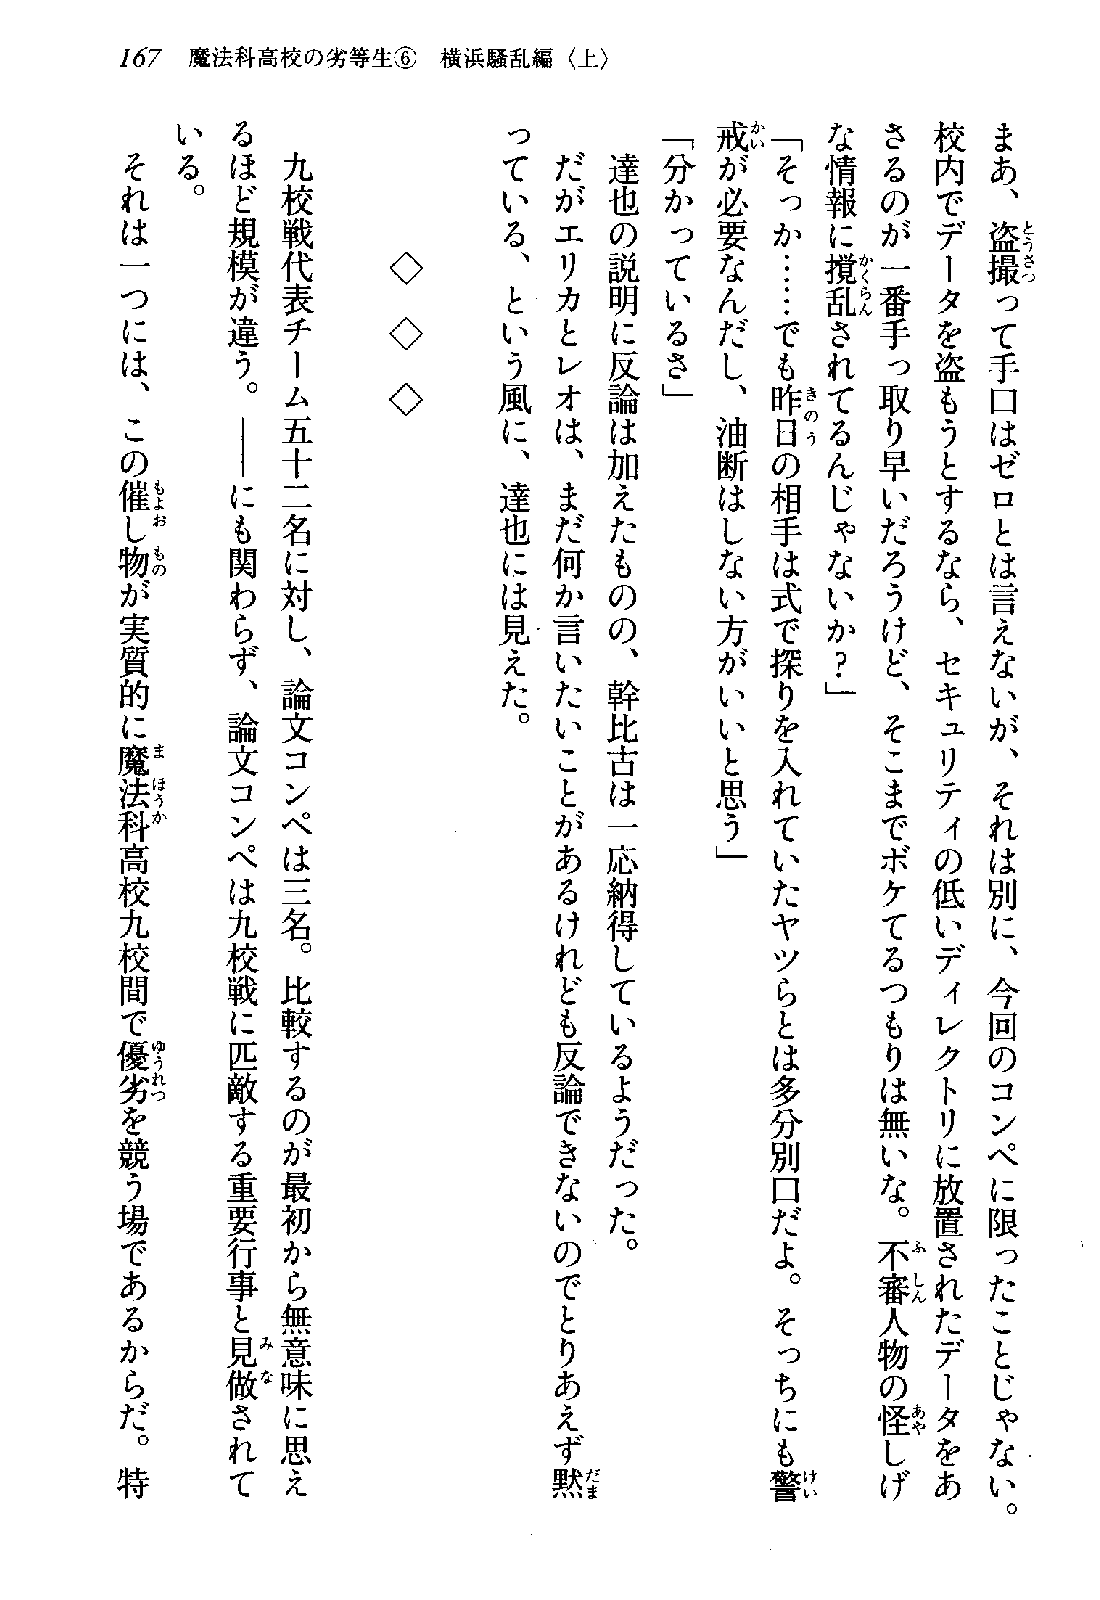 167 魔法科高校の劣等生⑥ 横浜騒乱編〈上〉
まあ、盗撮って手口はゼロとは言えないが、それは別に、今回のコンペに限ったことじゃない。
校内でデータを盗もうとするなら、セキュリティの低いディレクトリに放置されたデータをあ
さるのが一番手っ取り早いだろうけど、そこまでボケてるつもりは無いな。不審人物の怪しげ
な情報に撹乱されてるんじゃないか？」
「そっか……でも昨日の相手は式で探りを入れていたヤツらとは多分別口だよ。そっちにも警
戒が必要なんだし、油断はしない方がいいと思う」
「分かっているさ」
達也の説明に反論は加えたものの、幹比古は一応納得しているようだった。
だがエリカとレオは、まだ何か言いたいことがあるけれども反論できないのでとりあえず黙
っている、という風に、達也には見えた。
◇ ◇ ◇
九校戦代表チーム五十二名に対し、論文コンペは三名。比較するのが最初から無意味に思え
るほど規模が違う。――にも関わらず、論文コンペは九校戦に匹敵する重要行事と見做されて
いる。
それは一つには、この催し物が実質的に魔法科高校九校間で優劣を競う場であるからだ。特